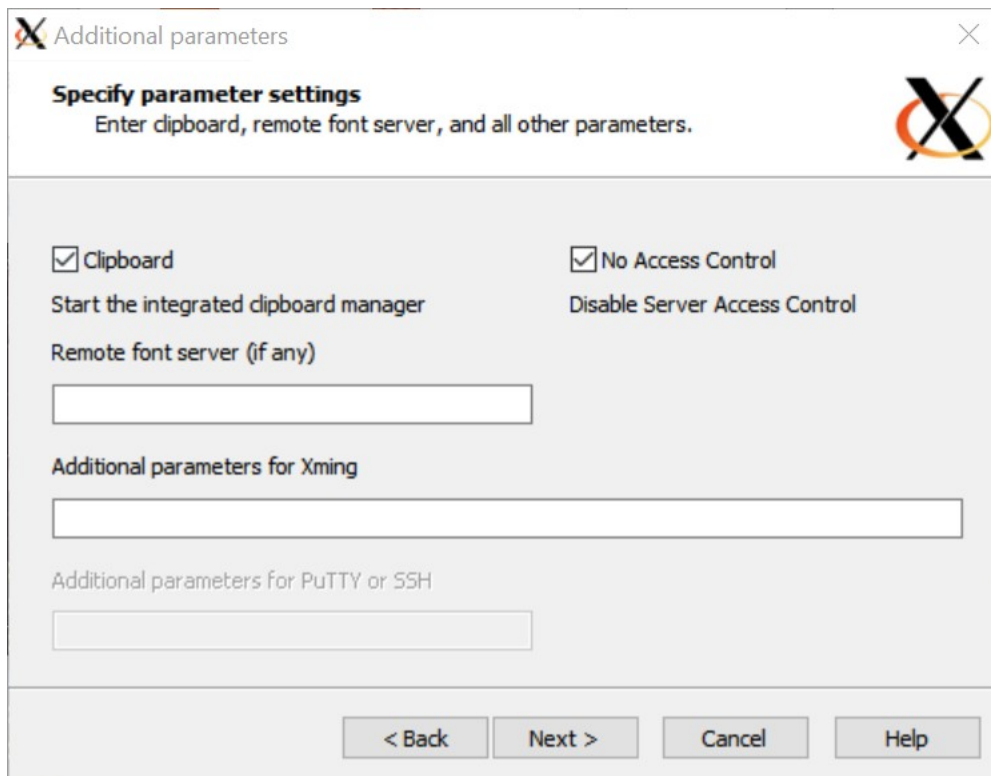 Additional parameters
Specify parameter settings
Enter clipboard, remote font server, and all other parameters.
Clipboard
No Access Control
Start the integrated clipboard manager
Disable Server Access Control
Remote font server (if any)
Additional parameters for Xming
Additional parameters for PuTTY or SSH
< Back
Next >
Cancel
Help